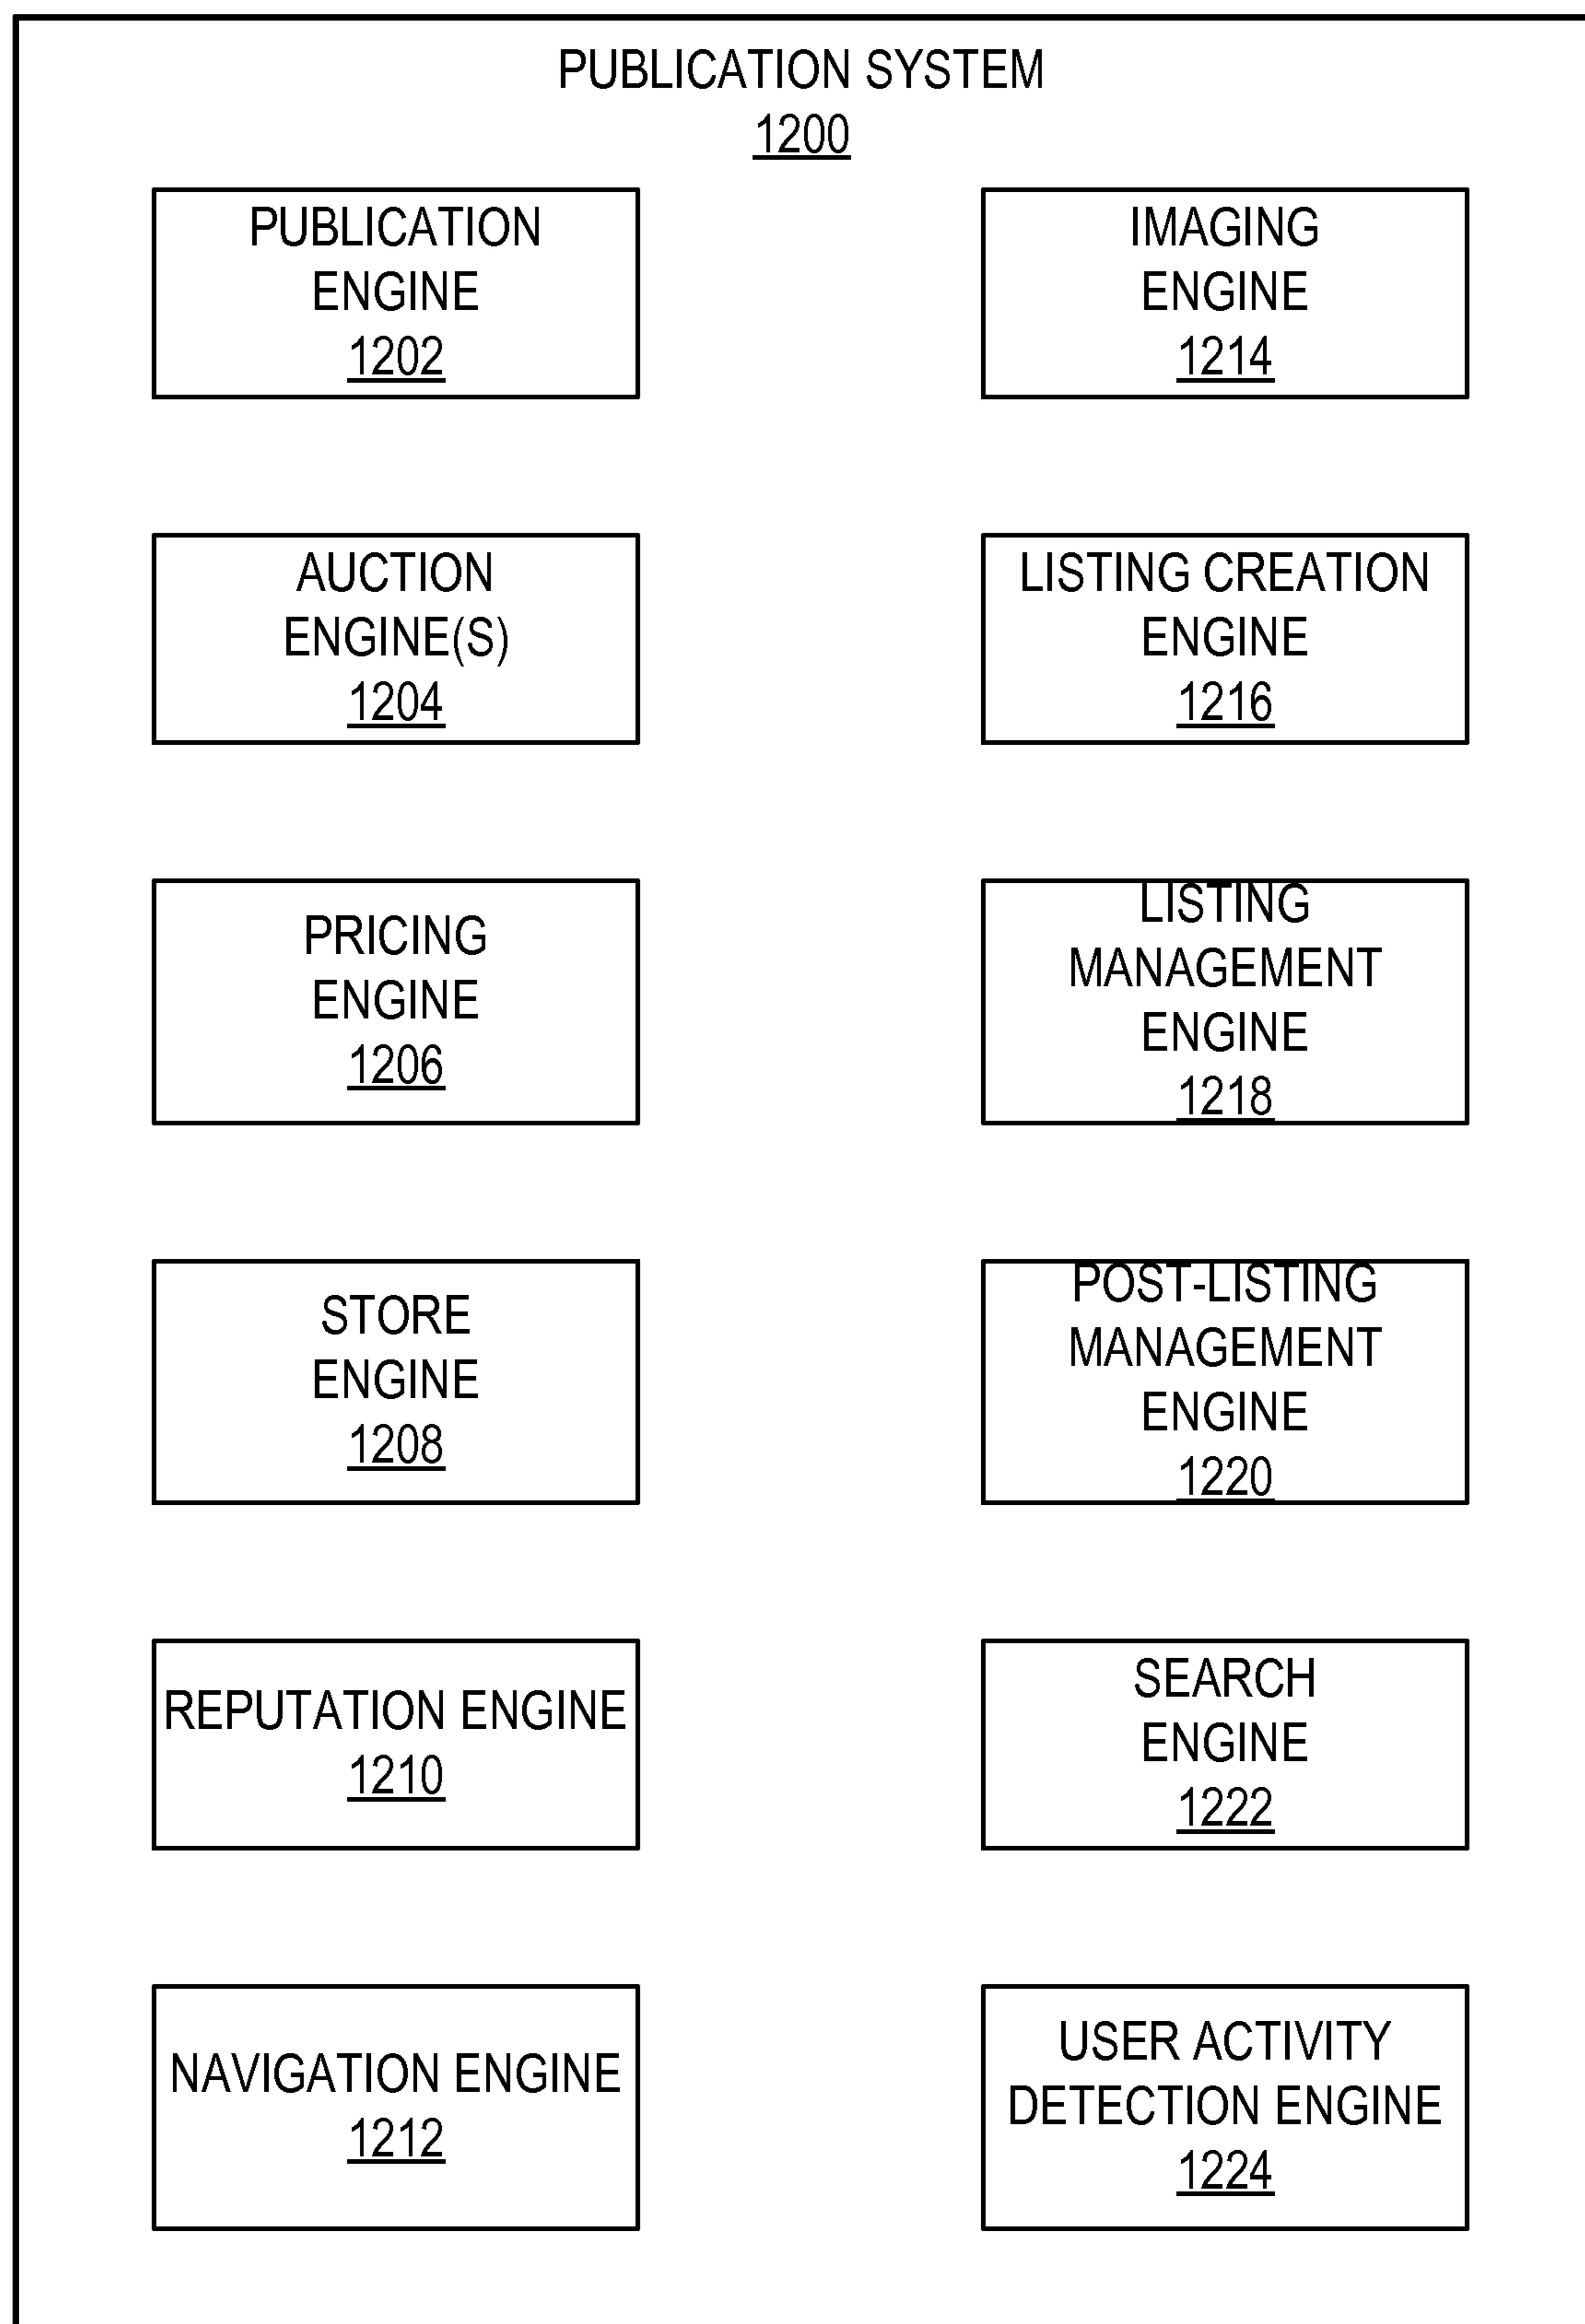 PUBLICATION SYSTEM
1200
PUBLICATION
ENGINE
1202
IMAGING
ENGINE
1214
AUCTION
ENGINE(S)
1204
LISTING CREATION
ENGINE
1216
PRICING
ENGINE
1206
LISTING
MANAGEMENT
ENGINE
1218
STORE
ENGINE
1208
POST-LISTING
MANAGEMENT
ENGINE
1220
REPUTATION ENGINE
1210
SEARCH
ENGINE
1222
NAVIGATION ENGINE
1212
USER ACTIVITY
DETECTION ENGINE
1224